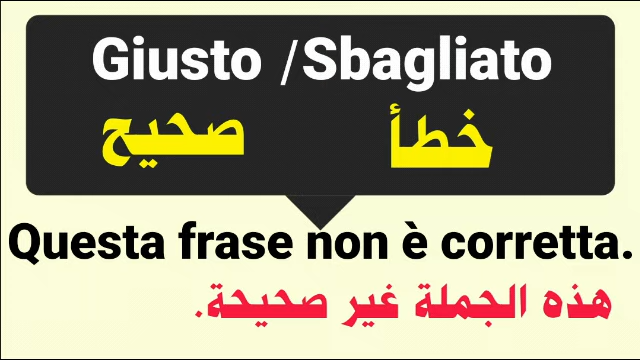 Giusto /Sbagliato
صحيح خطأ
Questa frase non è corretta.
هذه الجملة غير صحيحة.